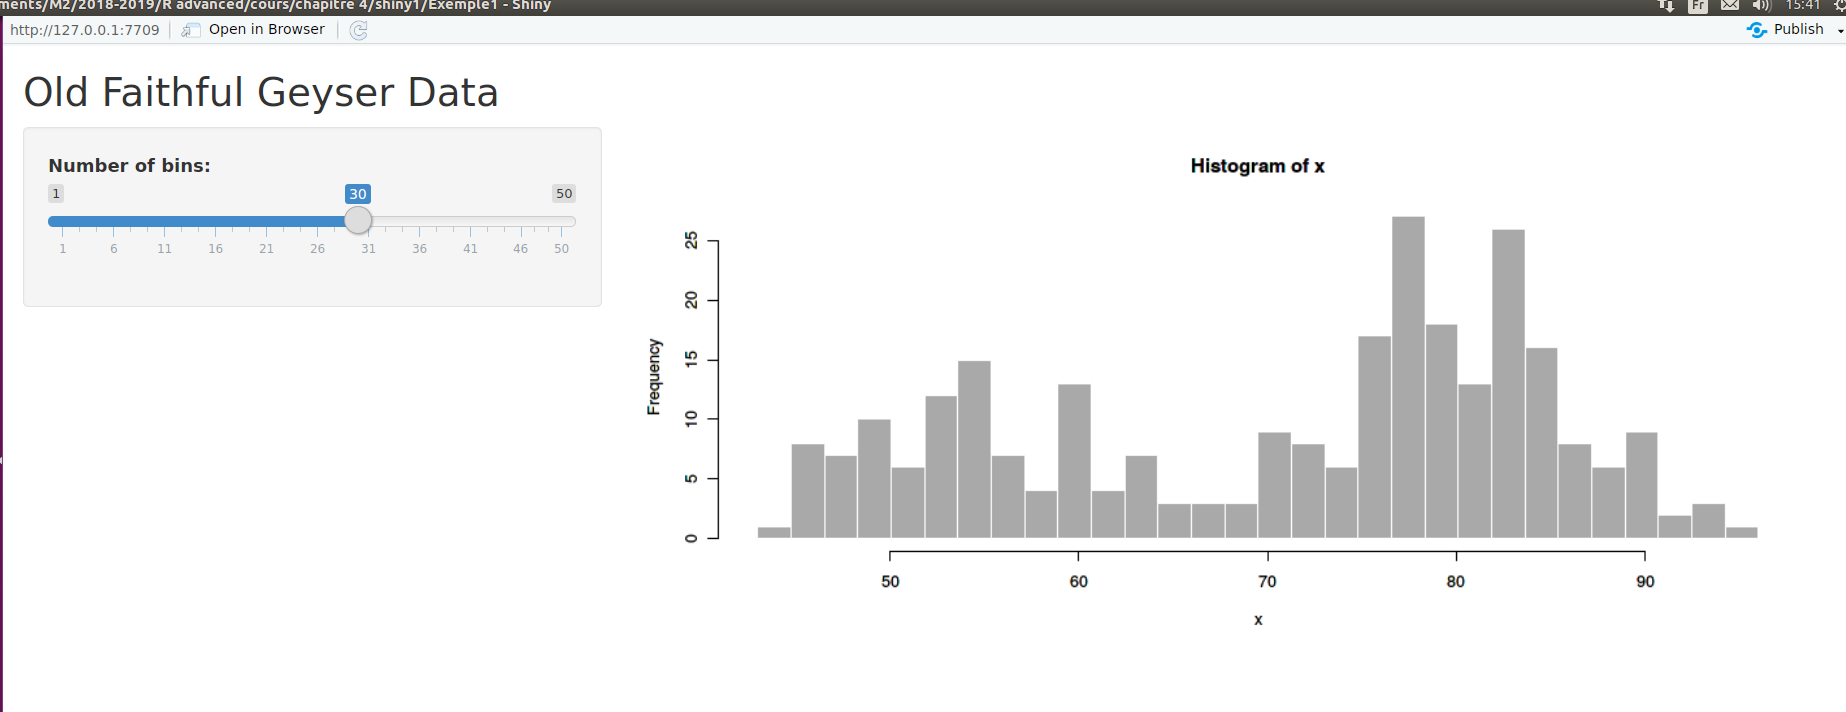 ments/M2/2018-2019/R advanced/cours/chapitre 4/shiny1/Exemple1 - Shiny
Fr
15:41
http://127.0.0.1:7709
Open in Browser
Publish
Old Faithful Geyser Data
Number of bins:
1 30 50
1 6 11 16 21 26 31 36 41 46 50
Histogram of x
Frequency
25
20
15
10
5
0
50 60 70 80 90
x